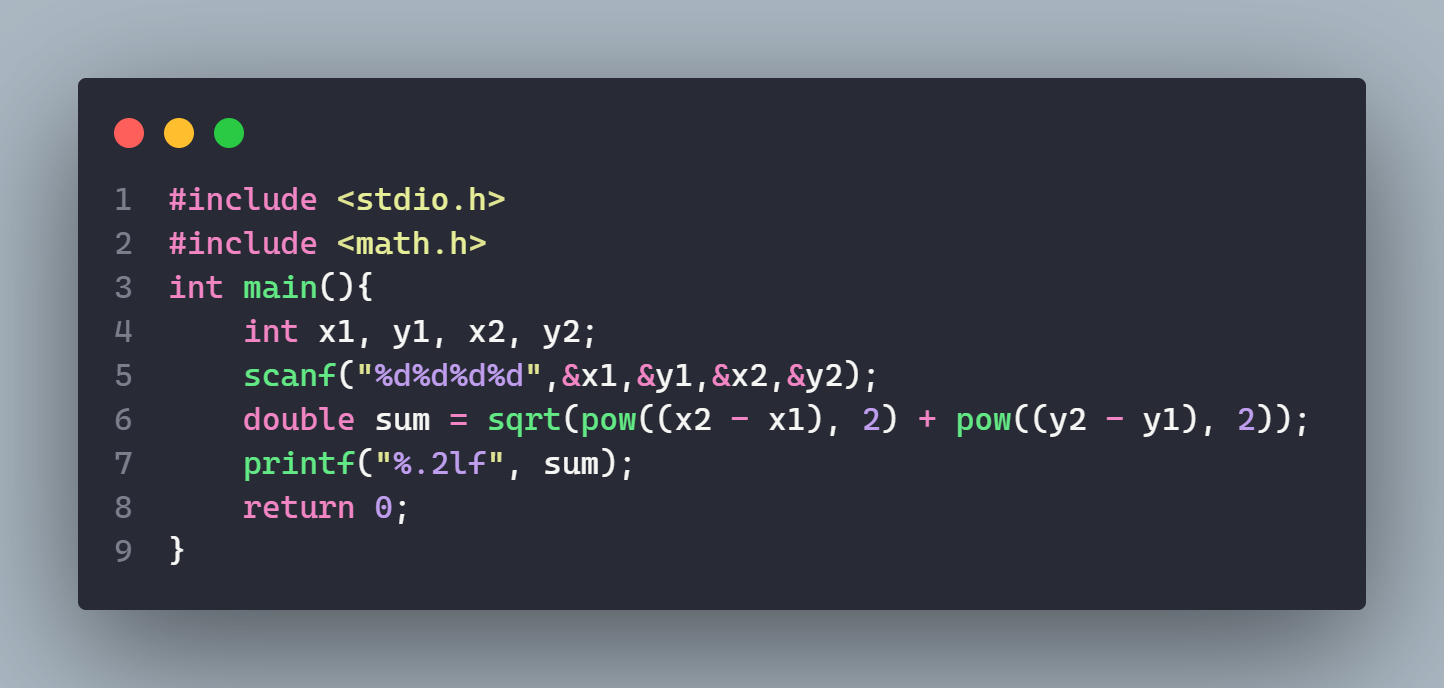 1 #include <stdio.h>
2 #include <math.h>
3 int main(){
4     int x1, y1, x2, y2;
5     scanf("%d%d%d%d",&x1,&y1,&x2,&y2);
6     double sum = sqrt(pow((x2 - x1), 2) + pow((y2 - y1), 2));
7     printf("%.2lf", sum);
8     return 0;
9 }